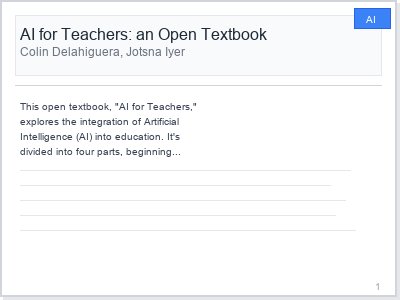 AI
AI for Teachers: an Open Textbook
Colin Delahiguera, Jotsna Iyer
This open textbook, "AI for Teachers,"
explores the integration of Artificial
Intelligence (AI) into education. It's
divided into four parts, beginning...
1